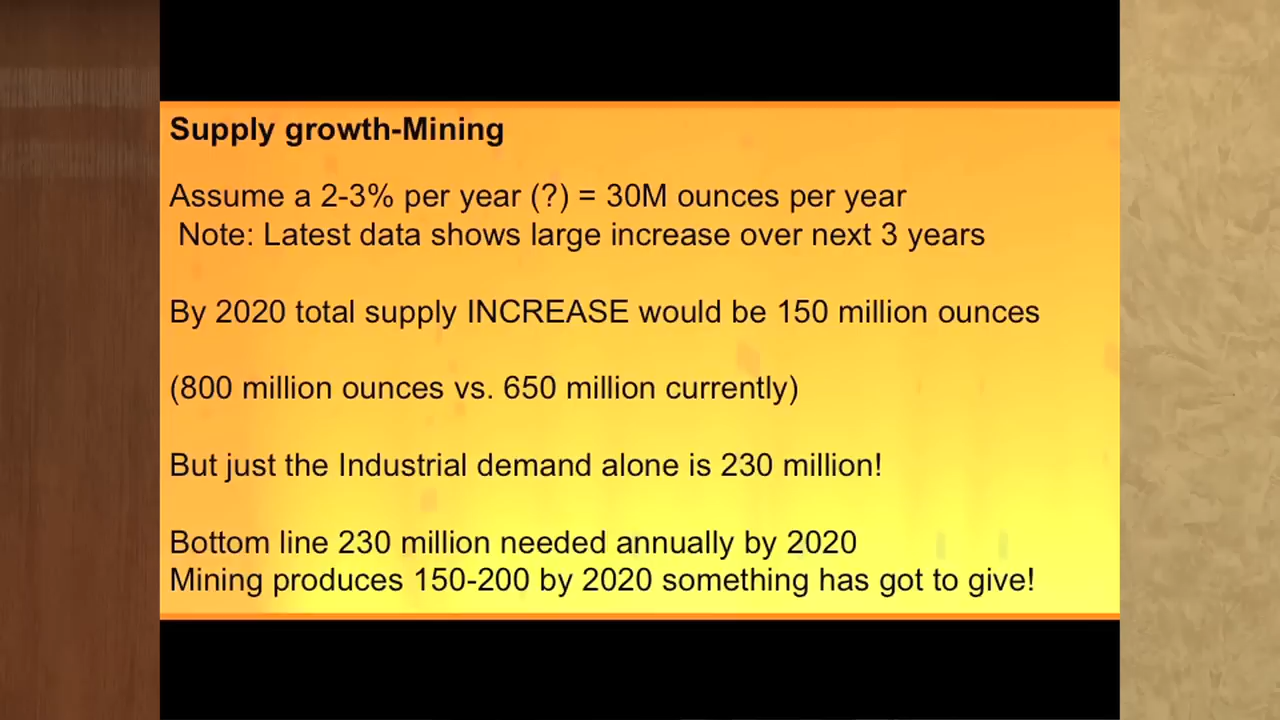 Supply growth-Mining
Assume a 2-3% per year (?) = 30M ounces per year
Note: Latest data shows large increase over next 3 years
By 2020 total supply INCREASE would be 150 million ounces
(800 million ounces vs. 650 million currently)
But just the Industrial demand alone is 230 million!
Bottom line 230 million needed annually by 2020
Mining produces 150-200 by 2020 something has got to give!